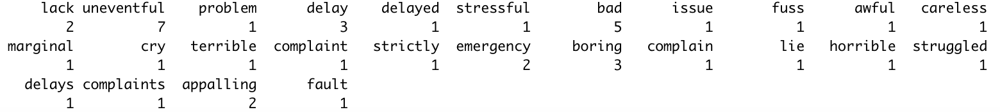 lack uneventful problem delay delayed stressful bad issue fuss awful careless
2 7 1 3 1 1 5 1 1 1 1
marginal cry terrible complaint strictly emergency boring complain lie horrible struggled
1 1 1 1 1 2 3 1 1 1 1
delays complaints appalling fault
1 1 2 1